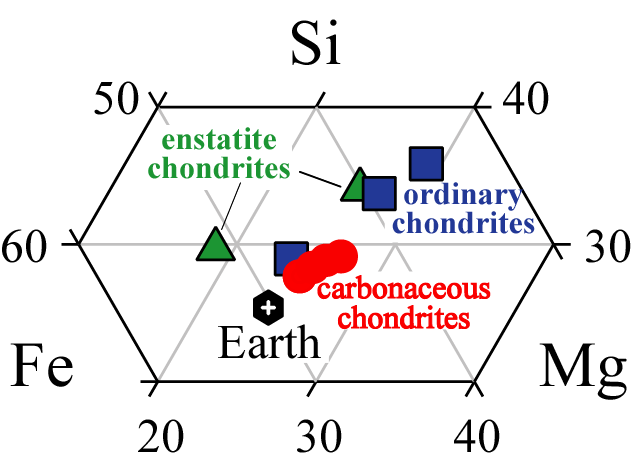 Si
50
40
enstatite
chondrites
ordinary
chondrites
60
30
carbonaceous
chondrites
Earth
Fe
Mg
20
30
40